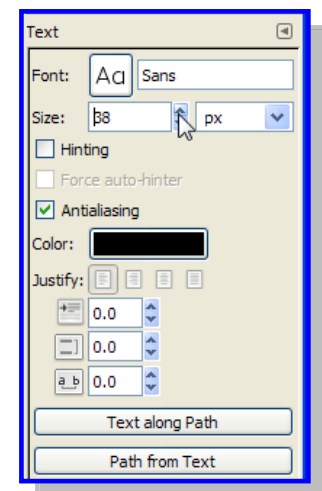 Text
Font: Aa Sans
Size: 38 px
Hinting
Force auto-hinter
Antialiasing
Color:
Justify:
0.0
0.0
a b 0.0
Text along Path
Path from Text